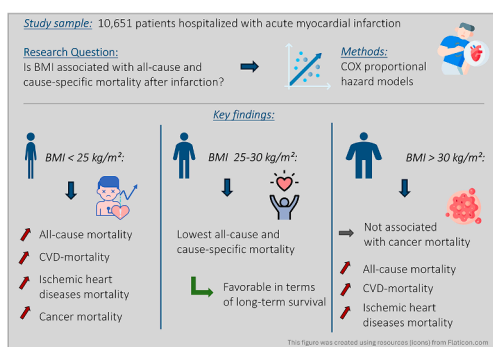 Study sample: 10,651 patients hospitalized with acute myocardial infarction
Research Question:
Is BMI associated with all-cause and
cause-specific mortality after infarction?
Methods:
COX proportional
hazard models
Key findings:
BMI < 25 kg/m²:
All-cause mortality
CVD-mortality
Ischemic heart
diseases mortality
Cancer mortality
BMI 25-30 kg/m²:
Lowest all-cause and
cause-specific mortality
Favorable in terms
of long-term survival
BMI > 30 kg/m²:
Not associated
with cancer mortality
All-cause mortality
CVD-mortality
Ischemic heart
diseases mortality
This figure was created using resources (icons) from Flaticon.com